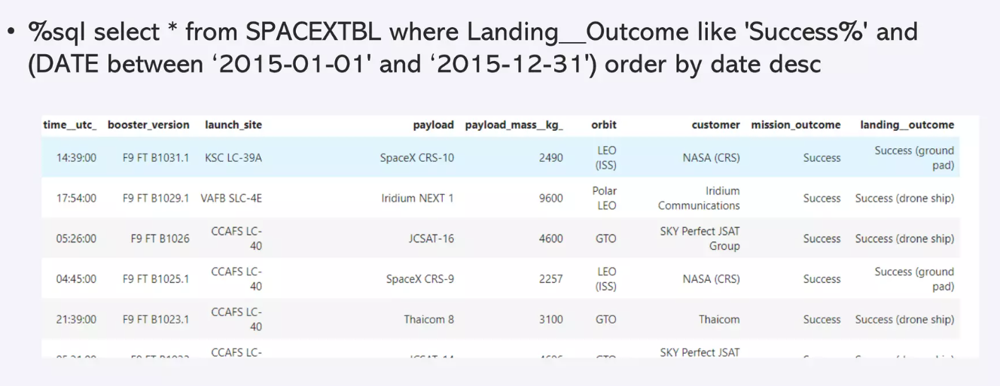 • %sql select * from SPACEXTBL where Landing__Outcome like 'Success%' and
(DATE between ‘2015-01-01' and ‘2015-12-31') order by date desc
time__utc_ booster_version launch_site payload payload_mass__kg_ orbit customer mission_outcome landing__outcome
14:39:00 F9 FT B1031.1 KSC LC-39A SpaceX CRS-10 2490 LEO (ISS) NASA (CRS) Success Success (ground pad)
17:54:00 F9 FT B1029.1 VAFB SLC-4E Iridium NEXT 1 9600 Polar LEO Iridium Communications Success Success (drone ship)
05:26:00 F9 FT B1026 CCAFS LC-40 JCSAT-16 4600 GTO SKY Perfect JSAT Group Success Success (drone ship)
04:45:00 F9 FT B1025.1 CCAFS LC-40 SpaceX CRS-9 2257 LEO (ISS) NASA (CRS) Success Success (ground pad)
21:39:00 F9 FT B1023.1 CCAFS LC-40 Thaicom 8 3100 GTO Thaicom Success Success (drone ship)
CCAFS LC- SKY Perfect JSAT